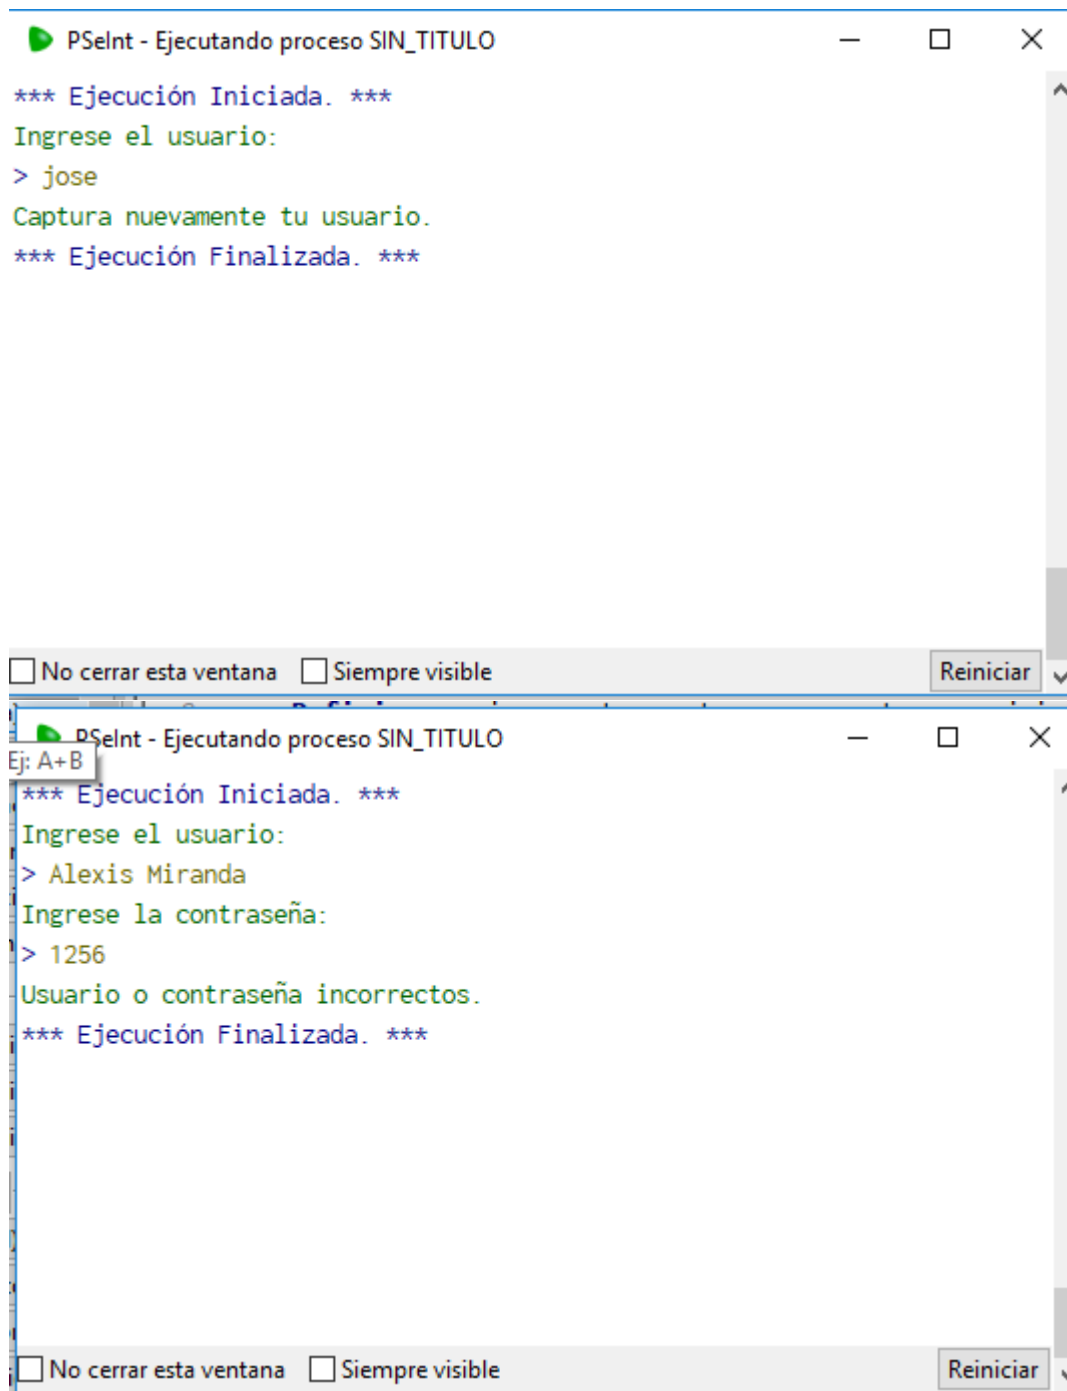 PSeInt - Ejecutando proceso SIN_TITULO
*** Ejecución Iniciada. ***
Ingrese el usuario:
> jose
Captura nuevamente tu usuario.
*** Ejecución Finalizada. ***
No cerrar esta ventana Siempre visible Reiniciar
PSeInt - Ejecutando proceso SIN_TITULO
Ej: A+B
*** Ejecución Iniciada. ***
Ingrese el usuario:
> Alexis Miranda
Ingrese la contraseña:
> 1256
Usuario o contraseña incorrectos.
*** Ejecución Finalizada. ***
No cerrar esta ventana Siempre visible Reiniciar